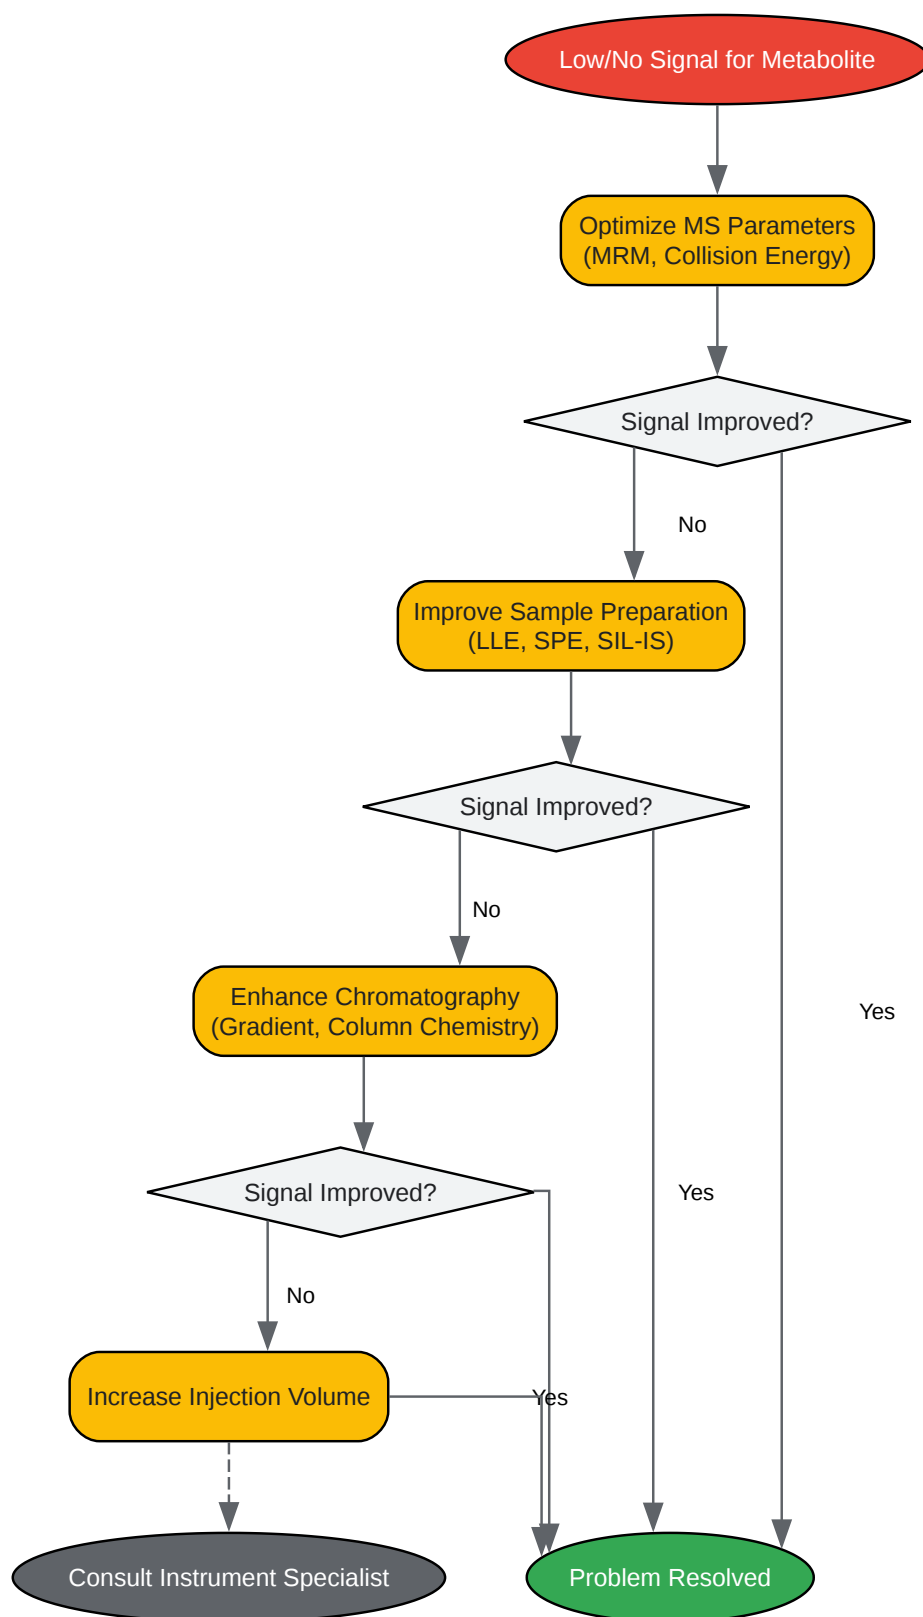 Low/No Signal for Metabolite
Optimize MS Parameters
(MRM, Collision Energy)
Signal Improved?
No
Improve Sample Preparation
(LLE, SPE, SIL-IS)
Signal Improved?
No
Enhance Chromatography
(Gradient, Column Chemistry)
Yes
Signal Improved?
Yes
No
Increase Injection Volume
Yes
Consult Instrument Specialist
Problem Resolved